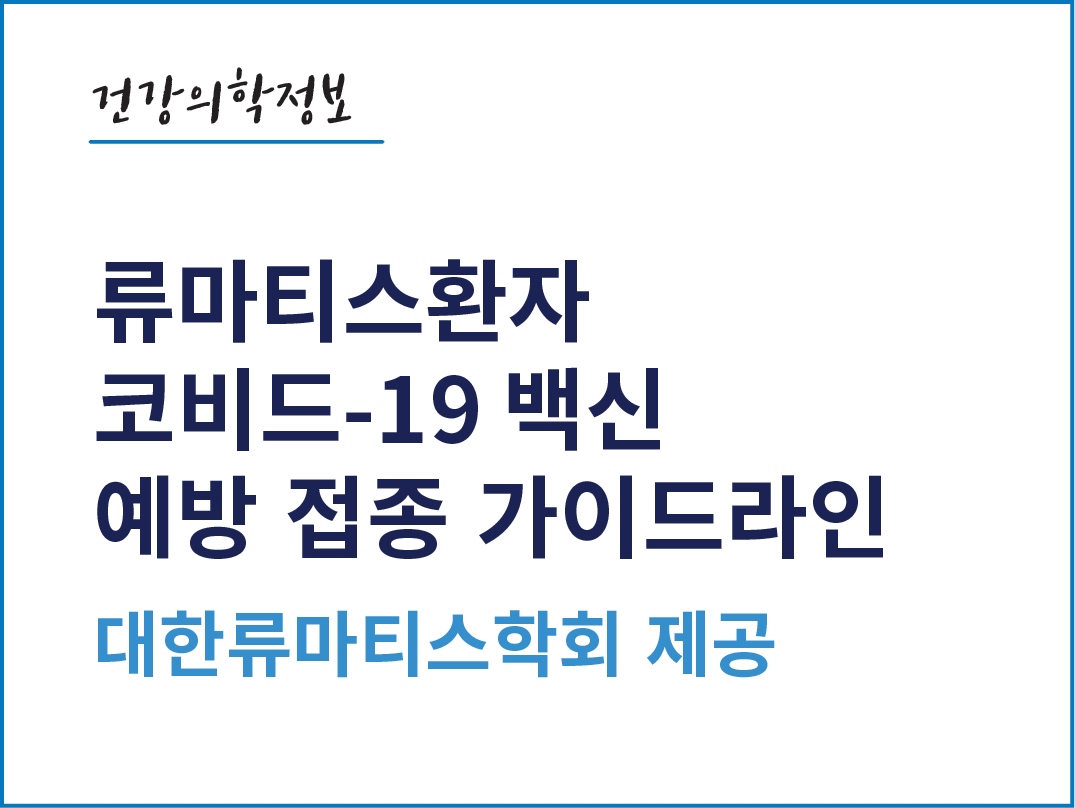 건강의학정보
류마티스환자
코비드-19 백신
예방 접종 가이드라인
대한류마티스학회 제공